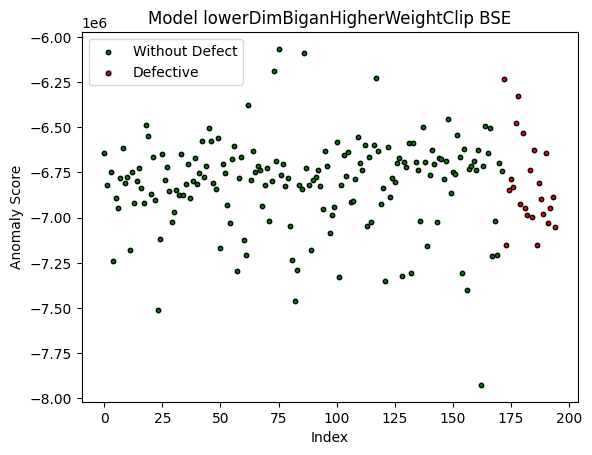 Model lowerDimBiganHigherWeightClip BSE
1e6
Without Defect
Defective
−6.00
−6.25
−6.50
−6.75
−7.00
−7.25
−7.50
−7.75
−8.00
Anomaly Score
0 25 50 75 100 125 150 175 200
Index